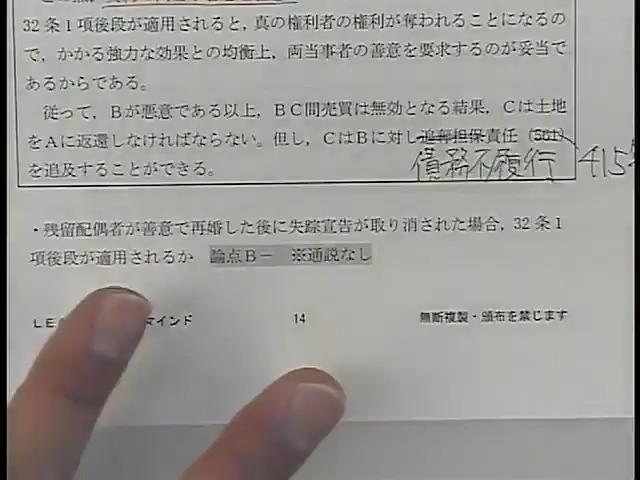 32条1項後段が適用されると，真の権利者の権利が奪われることになるの
で，かかる強力な効果との均衡上，両当事者の善意を要求するのが妥当で
あるからである。
従って，Bが悪意である以上，BC間売買は無効となる結果，Cは土地
をAに返還しなければならない。但し，CはBに対し追奪担保責任（561）
債務不履行 415
を追及することができる。
・残留配偶者が善意で再婚した後に失踪宣告が取り消された場合，32条1
項後段が適用されるか 論点B－ ※通説なし
マインド
14
無断複製・頒布を禁じます